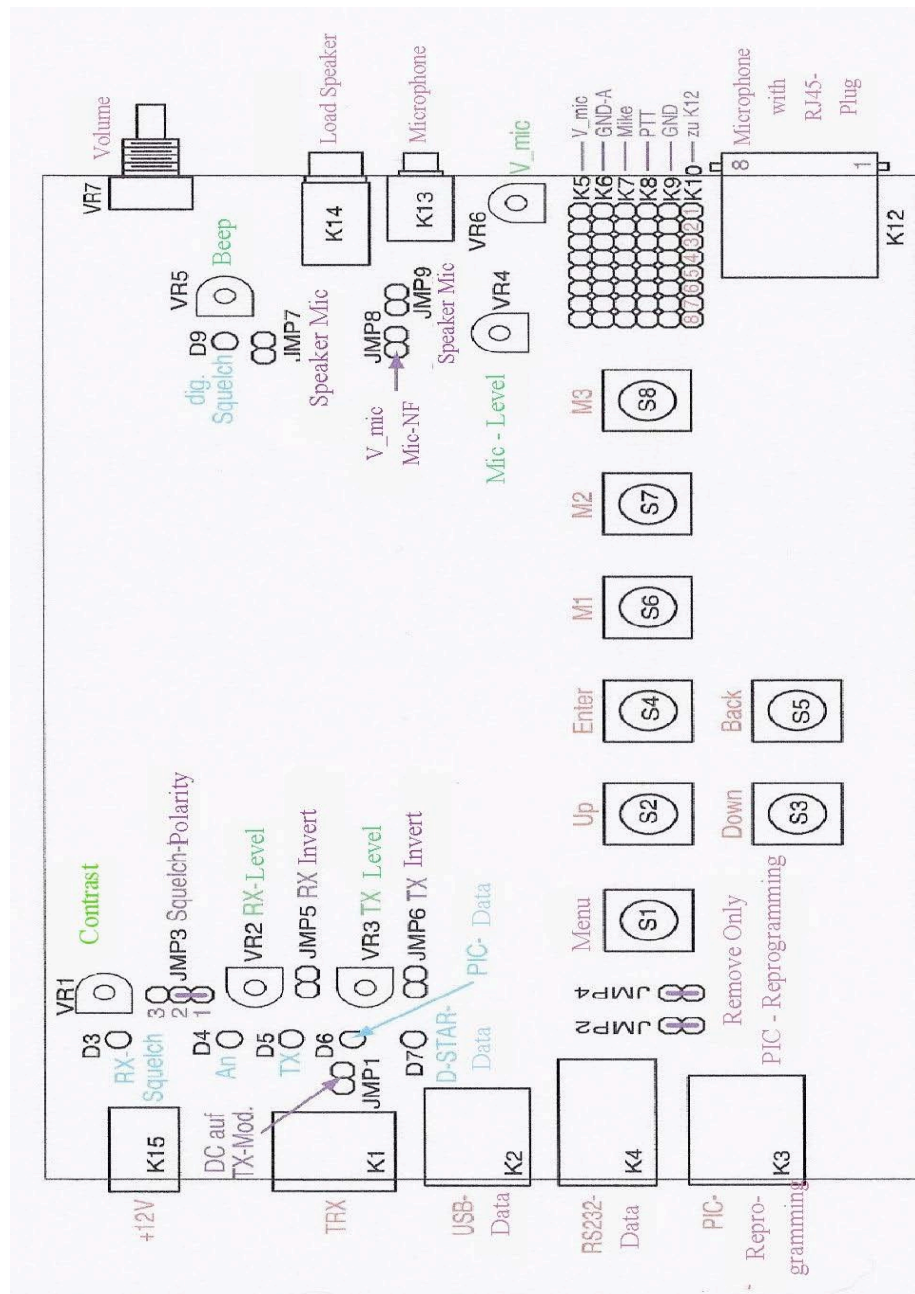 Volume
VR7
Load Speaker
K14
Microphone
K13
VR5
Beep
D9
dig.
Squelch
JMP7
Speaker Mic
JMP8
JMP9
V_mic
Mic-NF
Speaker Mic
VR6
V_mic
VR4
Mic - Level
K5 V_mic
K6 GND-A
K7 Mike
K8 PTT
K9 GND
K10 zu K12
87654321
Microphone
with
RJ45-
Plug
8
1
K12
M1
S6
M2
S7
M3
S8
Menu
S1
Up
S2
Enter
S4
Down
S3
Back
S5
VR1
Contrast
D3
RX-
Squelch
3
2
1
JMP3 Squelch-Polarity
D4
An
VR2 RX-Level
D5
TX
JMP5 RX Invert
D6
JMP1
VR3 TX Level
DC auf
TX-Mod.
PIC- Data
D7
JMP6 TX Invert
D-STAR-
Data
JMP2
JMP4
Remove Only
PIC - Reprogramming
+12V
K15
TRX
K1
USB-
Data
K2
RS232-
Data
K4
PIC-
- Repro-
gramming
K3